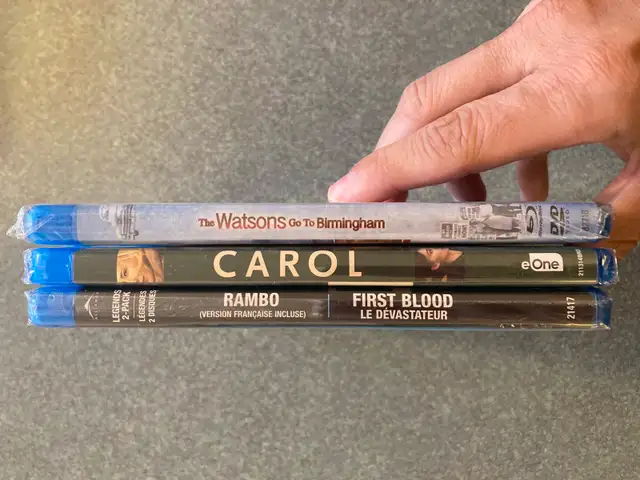 The Watsons Go To Birmingham
DVD
CAROL
eOne
LEGENDS
2-PACK
LÉGENDES
2 DISQUES
RAMBO
(VERSION FRANÇAISE INCLUSE)
FIRST BLOOD
LE DÉVASTATEUR
21417